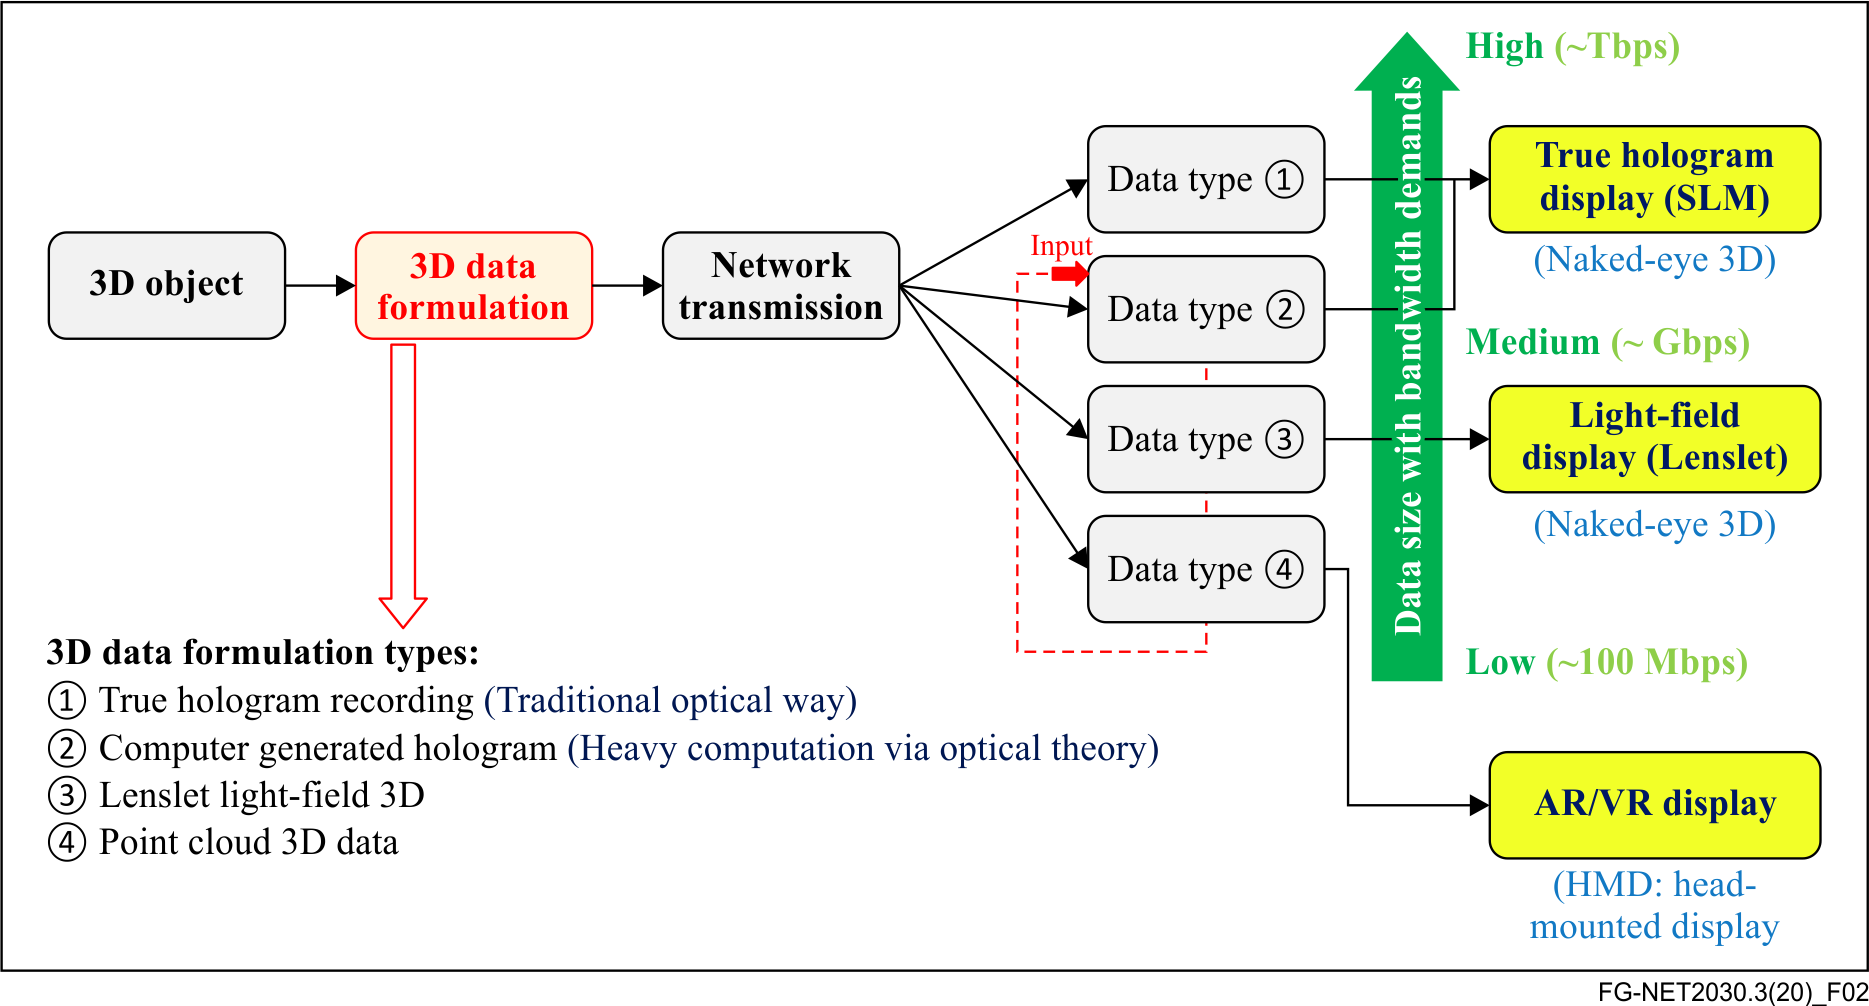 High (~Tbps)
Data size with bandwidth demands
Data type ①
True hologram
display (SLM)
(Naked-eye 3D)
Input
3D object
3D data
formulation
Network
transmission
Data type ②
Medium (~ Gbps)
Data type ③
Light-field
display (Lenslet)
(Naked-eye 3D)
Data type ④
Low (~100 Mbps)
3D data formulation types:
① True hologram recording (Traditional optical way)
② Computer generated hologram (Heavy computation via optical theory)
③ Lenslet light-field 3D
④ Point cloud 3D data
AR/VR display
(HMD: head-
mounted display
FG-NET2030.3(20)_F02